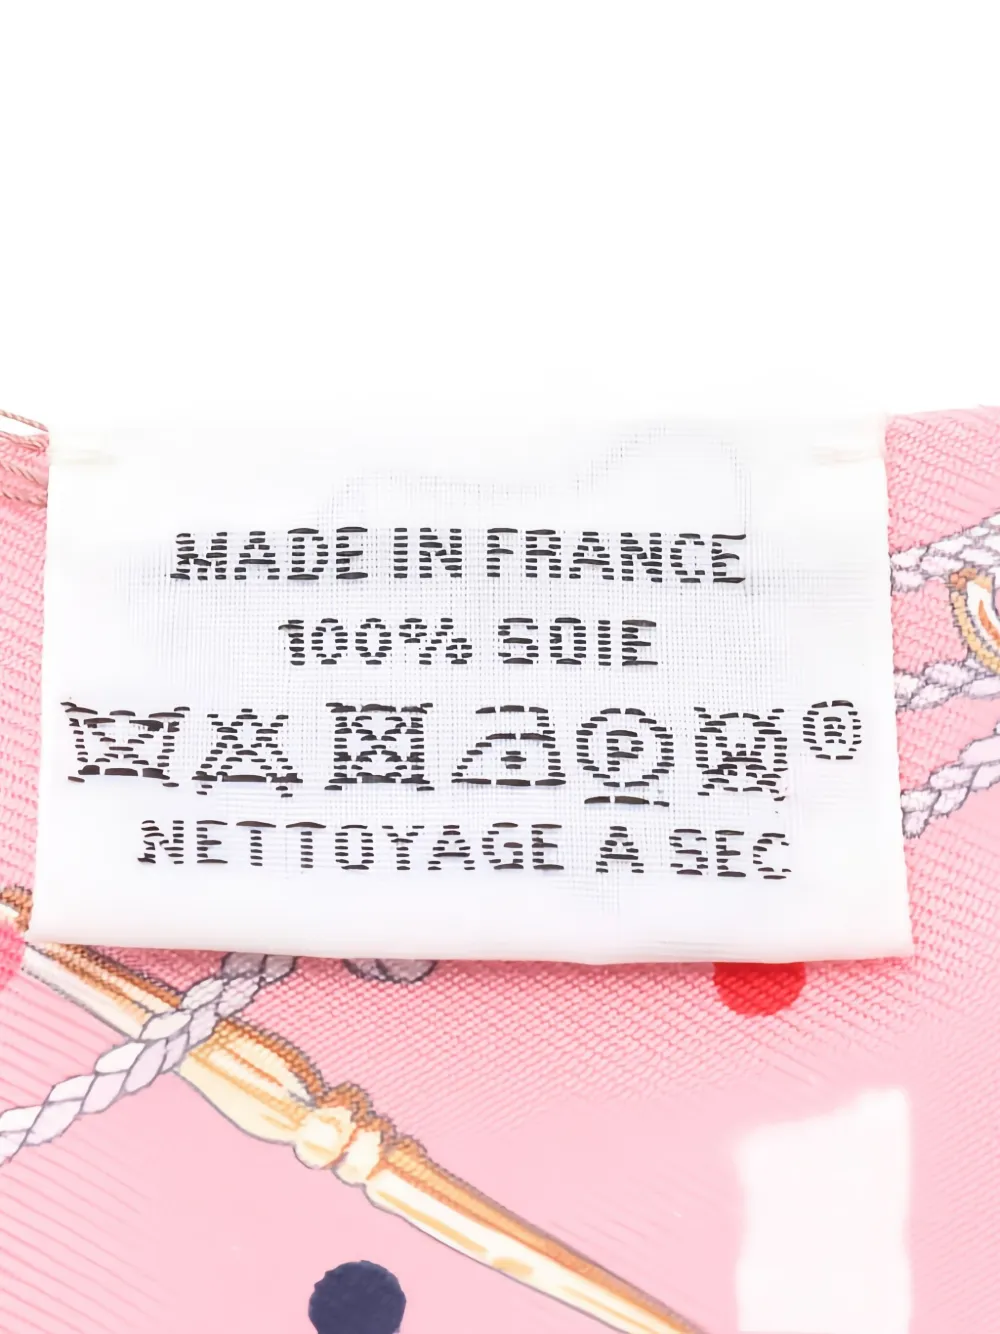 MADE IN FRANCE
100% SOIE
P W ®
NETTOYAGE A SEC